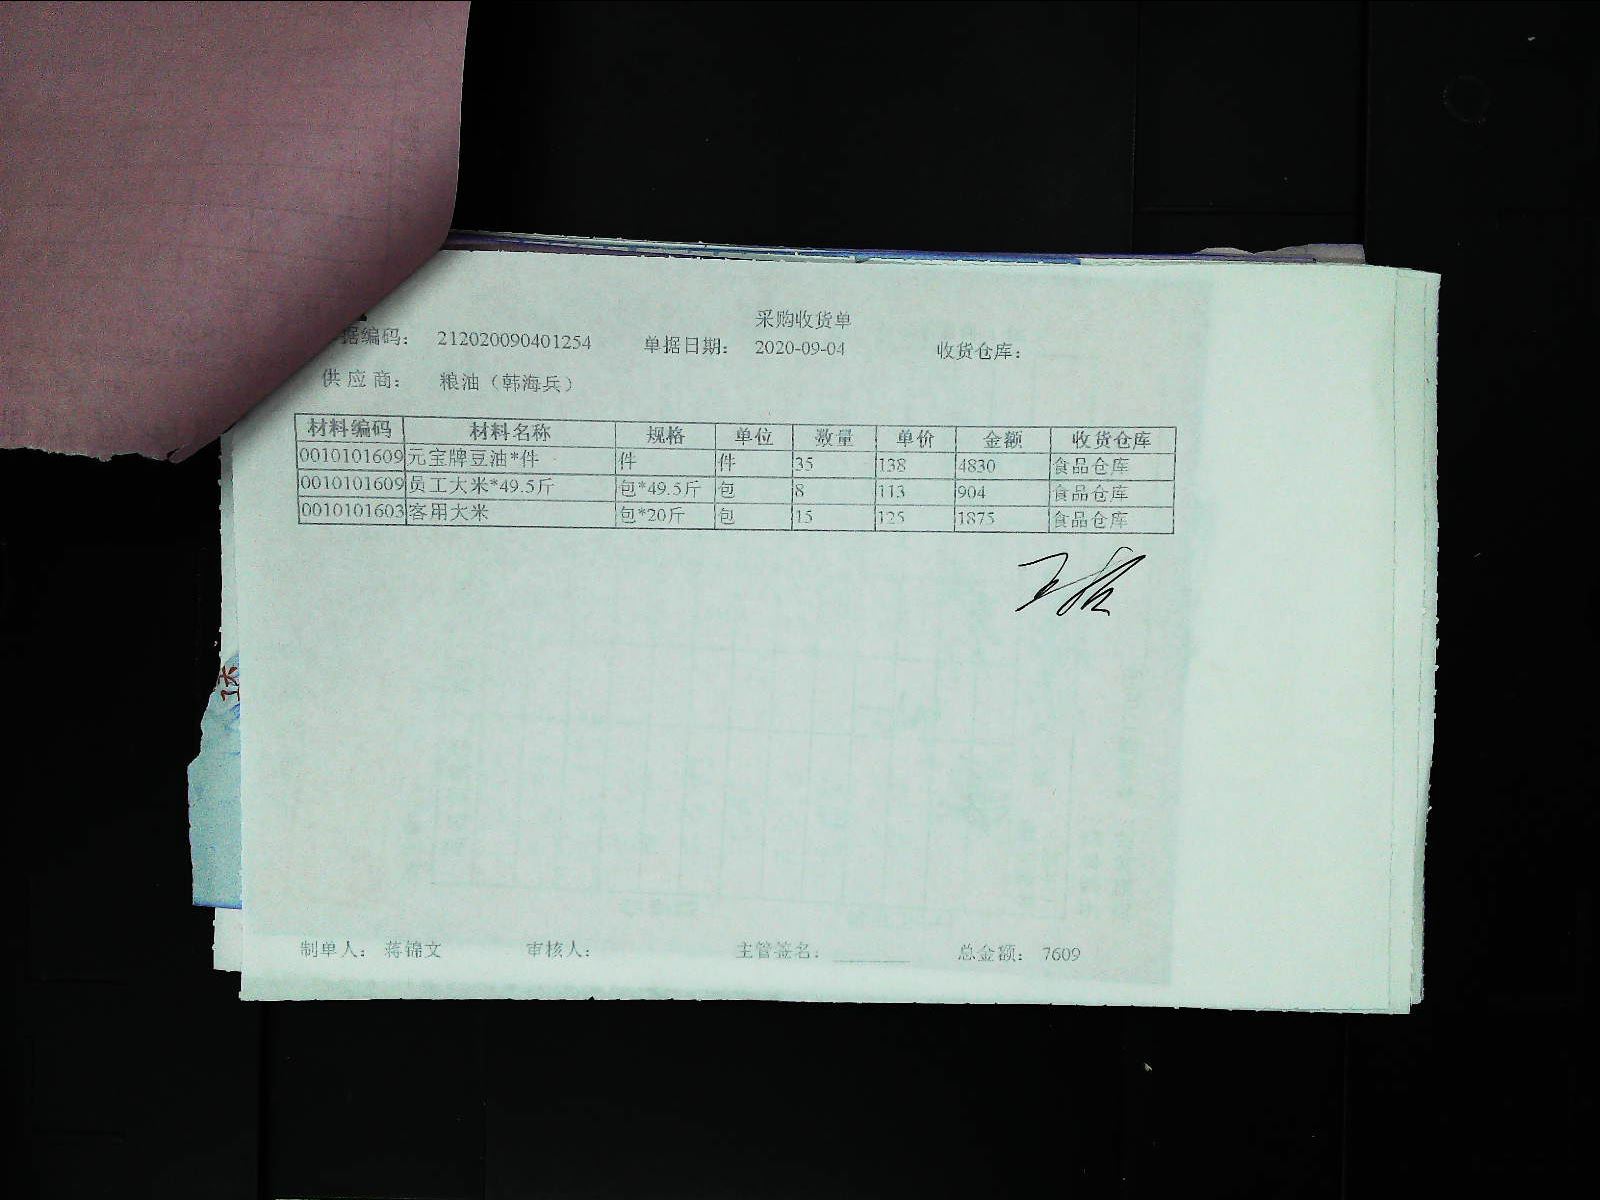 采购收货单
据编码： 212020090401254 单据日期： 2020-09-04 收货仓库：
供应商： 粮油（韩海兵）
材料编码 材料名称 规格 单位 数量 单价 金额 收货仓库
0010101609 元宝牌豆油*件 件 件 35 138 4830 食品仓库
0010101609 员工大米*49.5斤 包*49.5斤 包 8 113 904 食品仓库
0010101603 客用大米 包*20斤 包 15 125 1875 食品仓库
制单人： 蒋锦文 审核人： 主管签名： 总金额： 7609